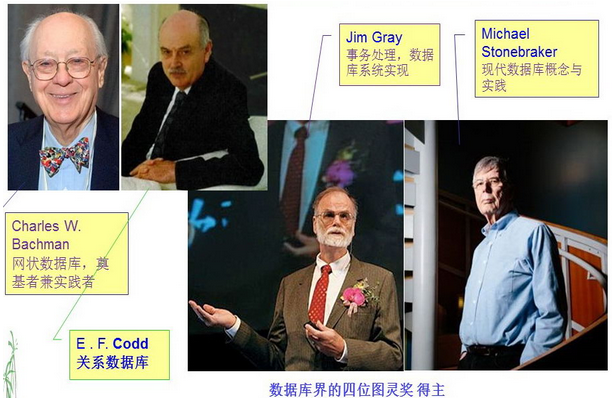 Jim Gray
事务处理，数据
库系统实现
Michael
Stonebraker
现代数据库概念与
实践
Charles W.
Bachman
网状数据库，奠
基者兼实践者
E . F. Codd
关系数据库
数据库界的四位图灵奖 得主